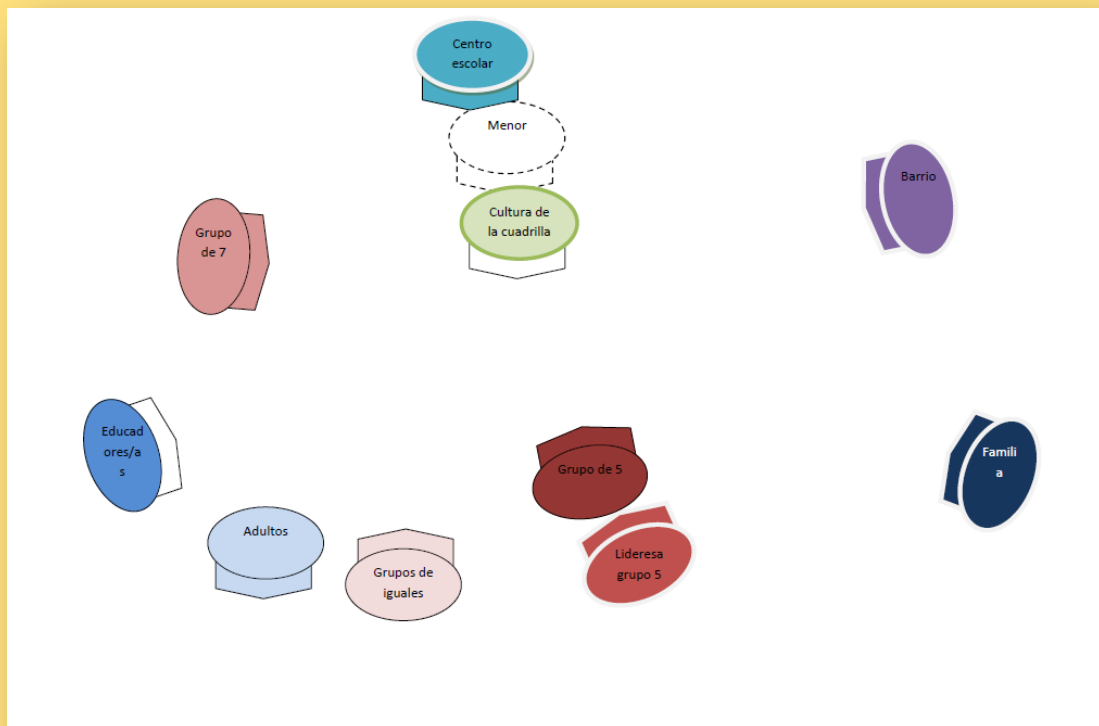 Centro
escolar
Menor
Barrio
Cultura de
la cuadrilla
Grupo
de 7
Educad
ores/a
s
Grupo de 5
Famili
a
Adultos
Lideresa
grupo 5
Grupos de
iguales